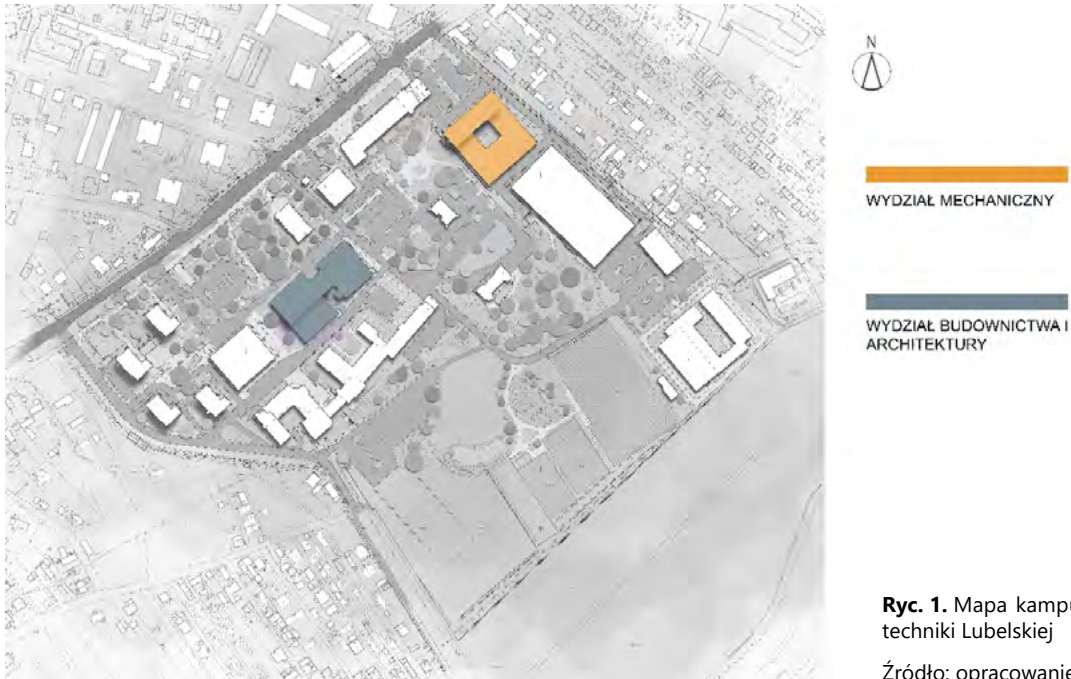 N
WYDZIAŁ MECHANICZNY
WYDZIAŁ BUDOWNICTWA I
ARCHITEKTURY
Ryc. 1. Mapa kampu
techniki Lubelskiej
Źródło: opracowanie